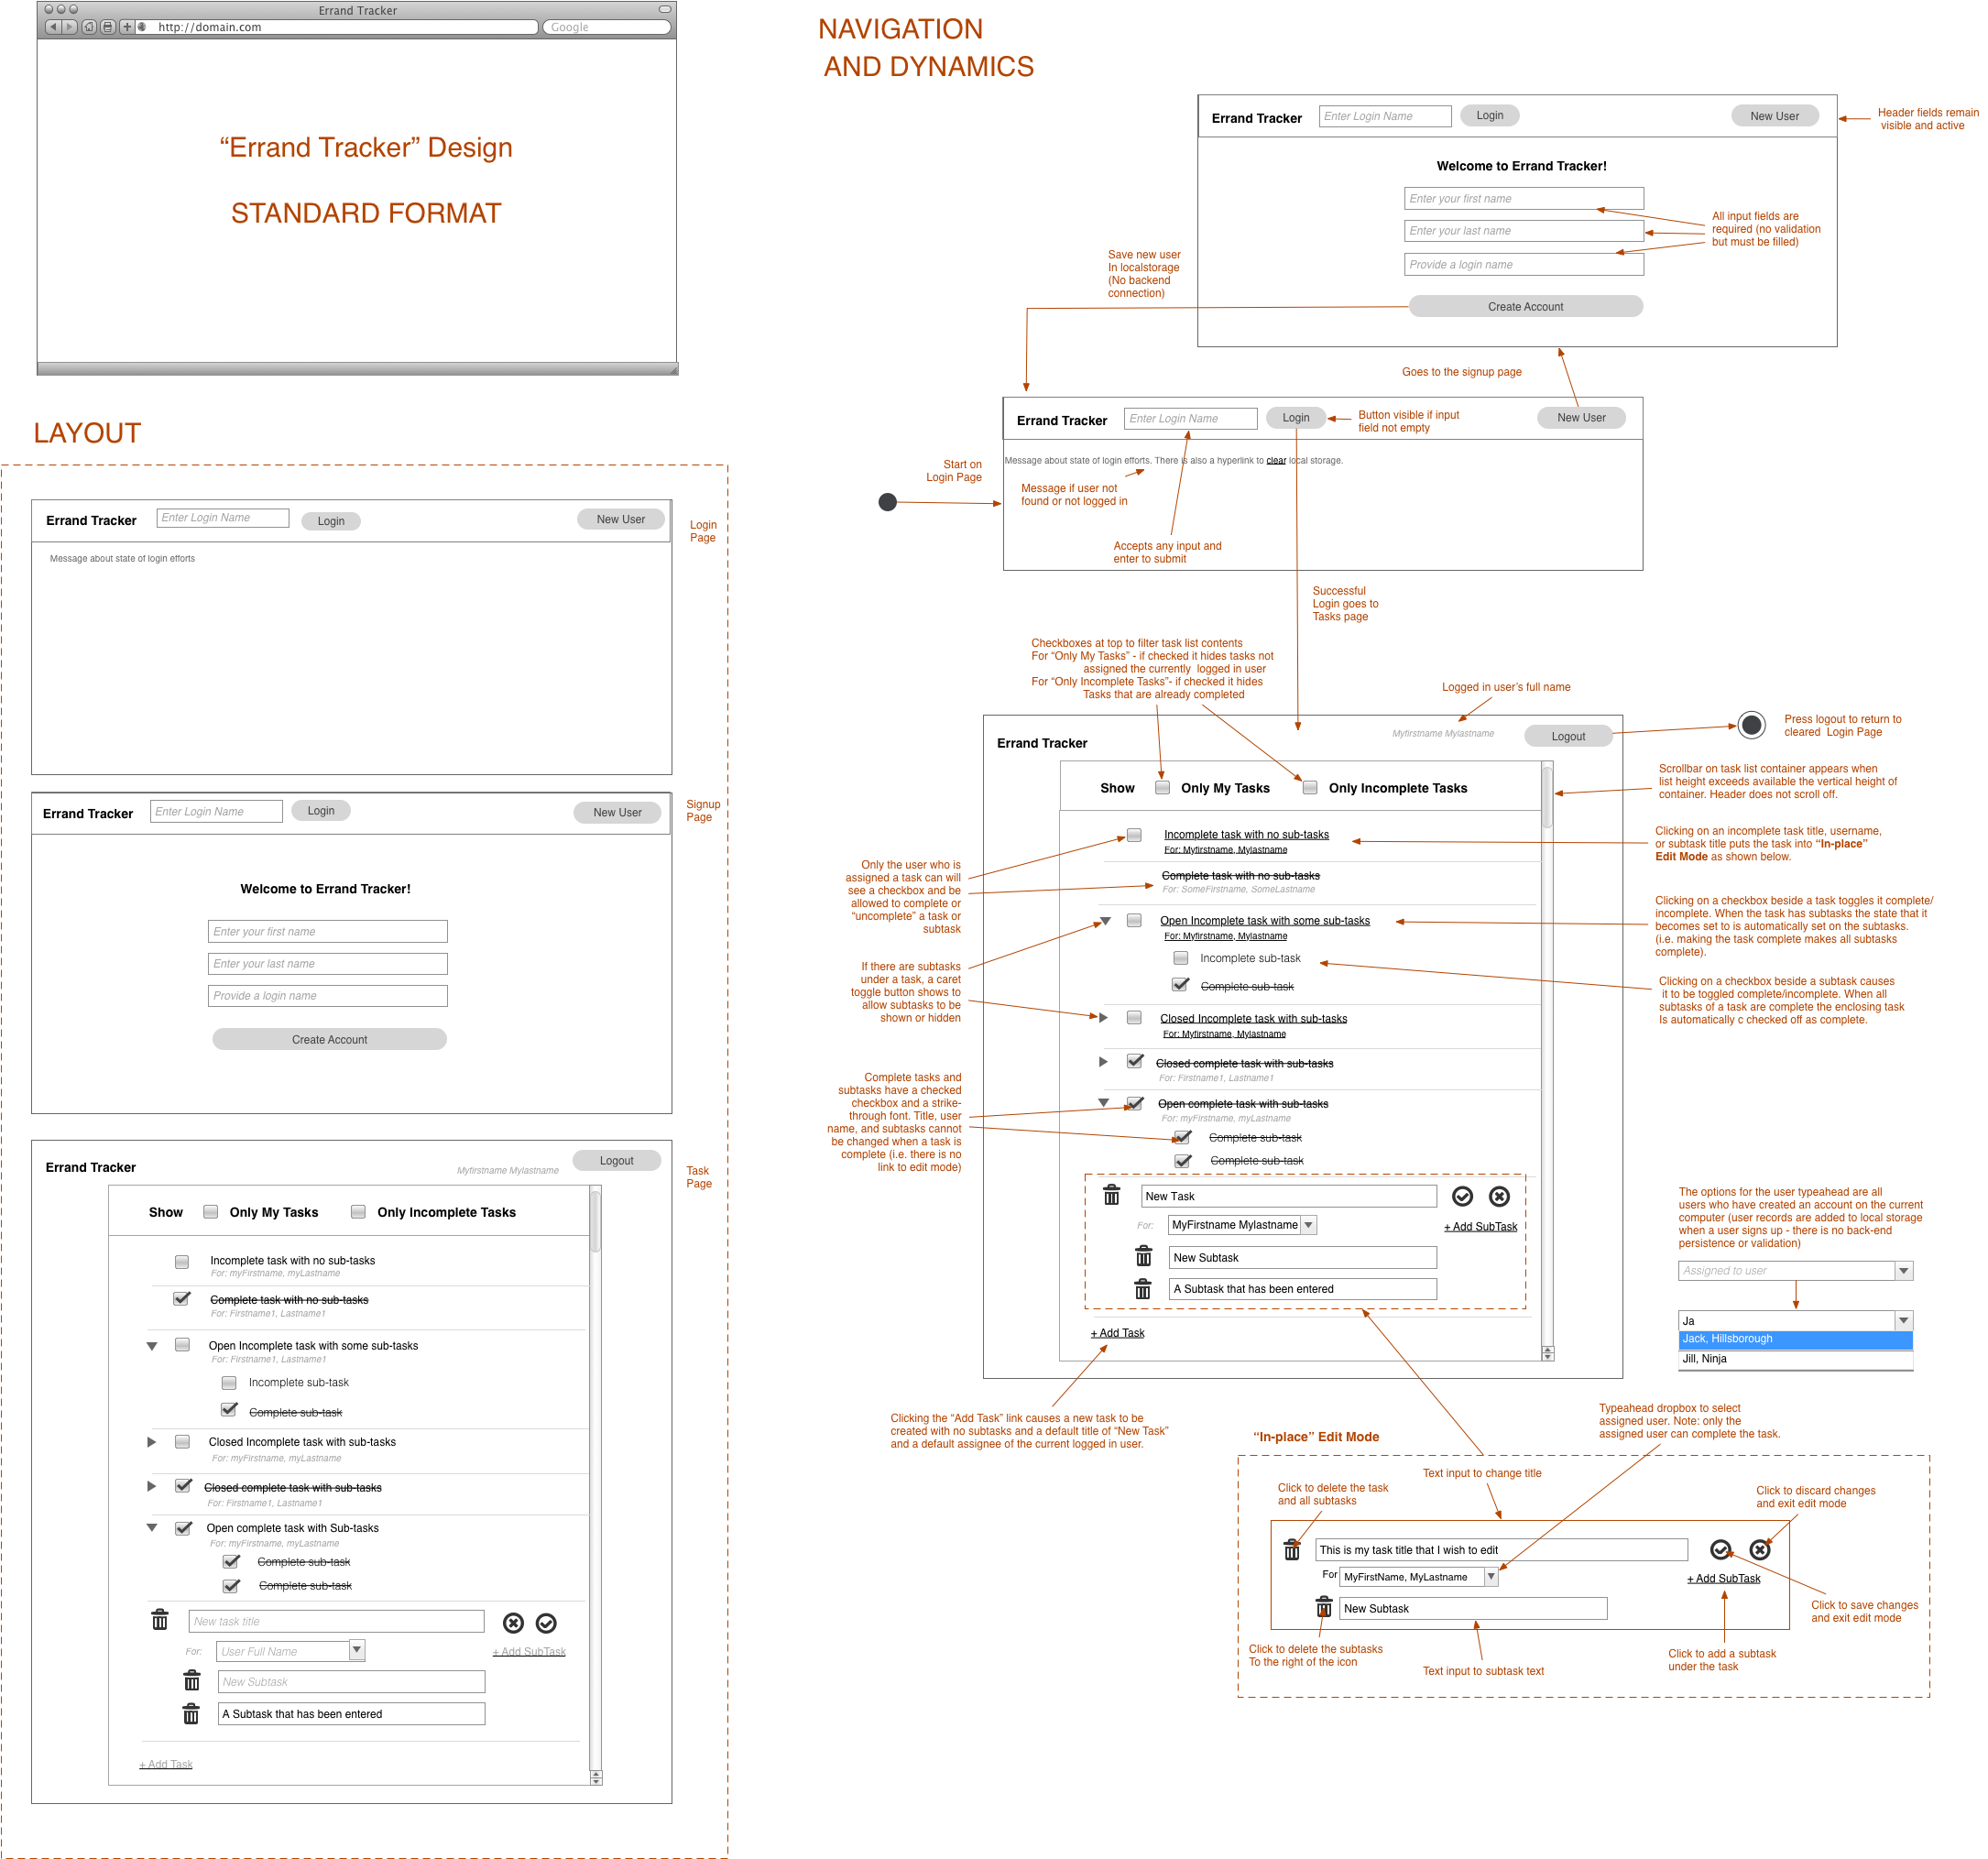 Errand Tracker
http://domain.com
Google
“Errand Tracker” Design
STANDARD FORMAT
LAYOUT
Errand Tracker
Enter Login Name
Login
New User
Login
Page
Message about state of login efforts
Errand Tracker
Enter Login Name
Login
New User
Signup
Page
Welcome to Errand Tracker!
Enter your first name
Enter your last name
Provide a login name
Create Account
Errand Tracker
Myfirstname Mylastname
Logout
Task
Page
Show
Only My Tasks
Only Incomplete Tasks
Incomplete task with no sub-tasks
For: myFirstname, myLastname
Complete task with no sub-tasks
For: Firstname1, Lastname1
Open Incomplete task with some sub-tasks
For: Firstname1, Lastname1
Incomplete sub-task
Complete sub-task
Closed Incomplete task with sub-tasks
For: myFirstname, myLastname
Closed complete task with sub-tasks
For: Firstname1, Lastname1
Open complete task with Sub-tasks
For: myFirstname, myLastname
Complete sub-task
Complete sub-task
New task title
For:
User Full Name
+ Add SubTask
New Subtask
A Subtask that has been entered
+ Add Task
NAVIGATION
AND DYNAMICS
Errand Tracker
Enter Login Name
Login
New User
Header fields remain
visible and active
Welcome to Errand Tracker!
Enter your first name
Enter your last name
Provide a login name
Create Account
All input fields are
required (no validation
but must be filled)
Save new user
In localstorage
(No backend
connection)
Goes to the signup page
Errand Tracker
Enter Login Name
Login
Button visible if input
field not empty
New User
Message about state of login efforts. There is also a hyperlink to clear local storage.
Start on
Login Page
Message if user not
found or not logged in
Accepts any input and
enter to submit
Successful
Login goes to
Tasks page
Checkboxes at top to filter task list contents
For “Only My Tasks” - if checked it hides tasks not
assigned the currently logged in user
For “Only Incomplete Tasks”- if checked it hides
Tasks that are already completed
Logged in user’s full name
Errand Tracker
Myfirstname Mylastname
Logout
Press logout to return to
cleared Login Page
Show
Only My Tasks
Only Incomplete Tasks
Scrollbar on task list container appears when
list height exceeds available the vertical height of
container. Header does not scroll off.
Incomplete task with no sub-tasks
For: Myfirstname, Mylastname
Clicking on an incomplete task title, username,
or subtask title puts the task into “In-place”
Edit Mode as shown below.
Only the user who is
assigned a task can will
see a checkbox and be
allowed to complete or
“uncomplete” a task or
subtask
Complete task with no sub-tasks
For: SomeFirstname, SomeLastname
Open Incomplete task with some sub-tasks
For: Myfirstname, Mylastname
Incomplete sub-task
Complete sub-task
Clicking on a checkbox beside a task toggles it complete/
incomplete. When the task has subtasks the state that it
becomes set to is automatically set on the subtasks.
(i.e. making the task complete makes all subtasks
complete).
If there are subtasks
under a task, a caret
toggle button shows to
allow subtasks to be
shown or hidden
Clicking on a checkbox beside a subtask causes
it to be toggled complete/incomplete. When all
subtasks of a task are complete the enclosing task
Is automatically c checked off as complete.
Closed Incomplete task with sub-tasks
For: Myfirstname, Mylastname
Closed complete task with sub-tasks
For: Firstname1, Lastname1
Open complete task with sub-tasks
For: myFirstname, myLastname
Complete sub-task
Complete sub-task
Complete tasks and
subtasks have a checked
checkbox and a strike-
through font. Title, user
name, and subtasks cannot
be changed when a task is
complete (i.e. there is no
link to edit mode)
New Task
For:
MyFirstname Mylastname
+ Add SubTask
New Subtask
A Subtask that has been entered
+ Add Task
The options for the user typeahead are all
users who have created an account on the current
computer (user records are added to local storage
when a user signs up - there is no back-end
persistence or validation)
Assigned to user
Ja
Jack, Hillsborough
Jill, Ninja
Clicking the “Add Task” link causes a new task to be
created with no subtasks and a default title of “New Task”
and a default assignee of the current logged in user.
Typeahead dropbox to select
assigned user. Note: only the
assigned user can complete the task.
“In-place” Edit Mode
Text input to change title
Click to delete the task
and all subtasks
Click to discard changes
and exit edit mode
This is my task title that I wish to edit
For
MyFirstName, MyLastname
+ Add SubTask
New Subtask
Click to save changes
and exit edit mode
Click to delete the subtasks
To the right of the icon
Text input to subtask text
Click to add a subtask
under the task